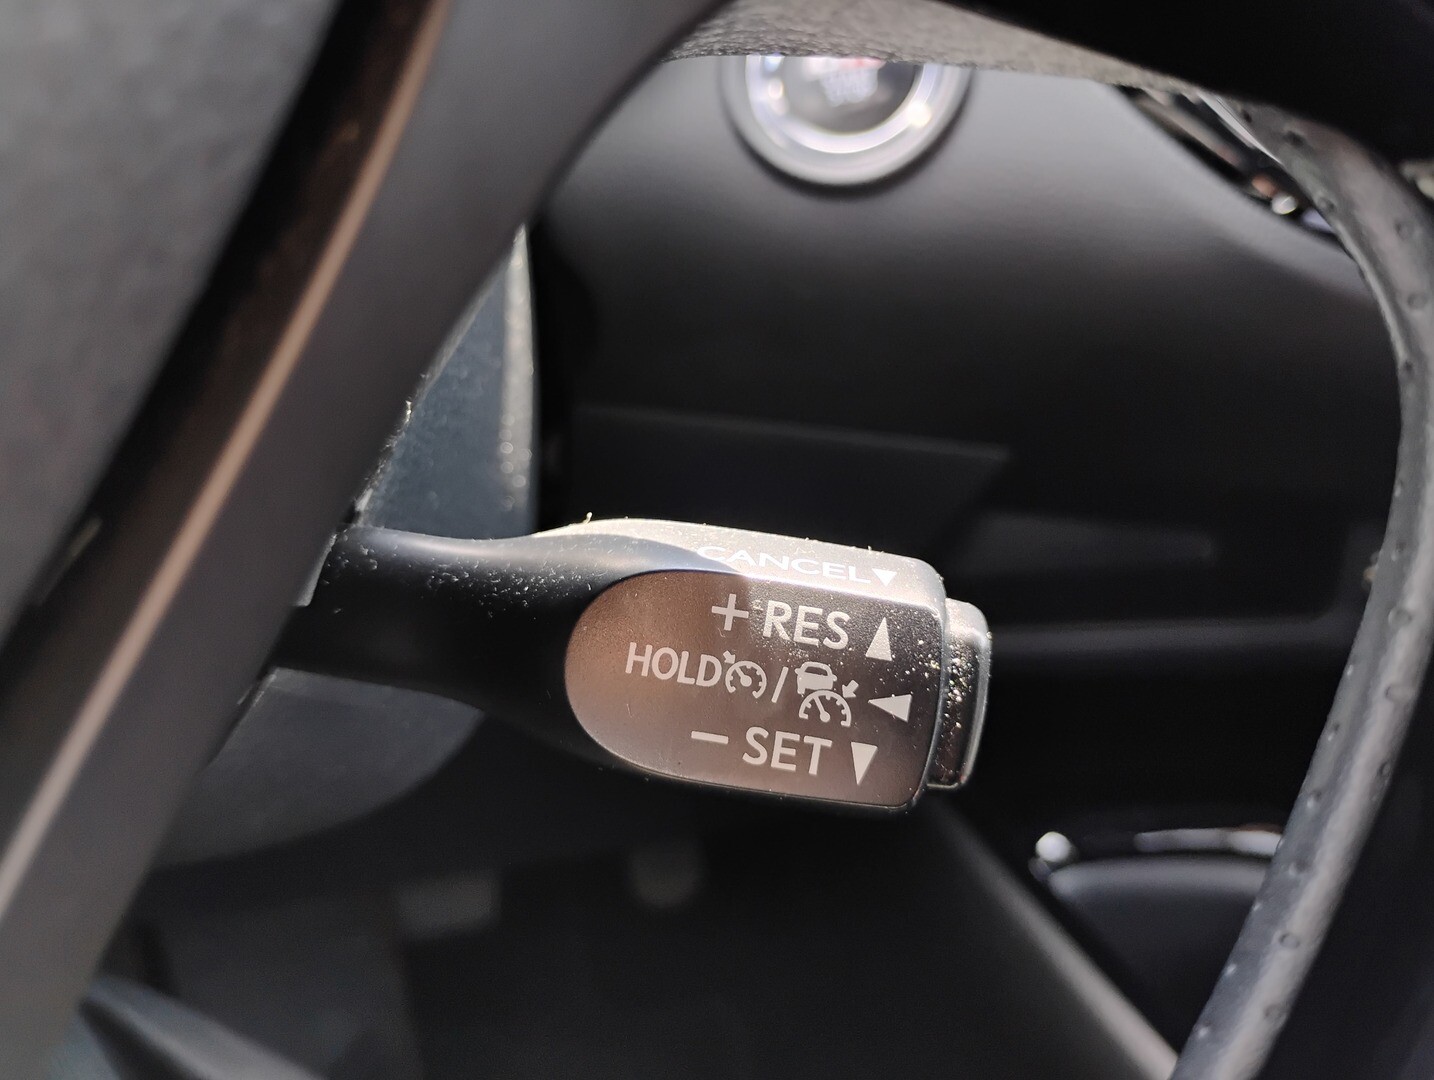 CANCEL▼
+ RES ▲
HOLD / ◀
− SET ▼